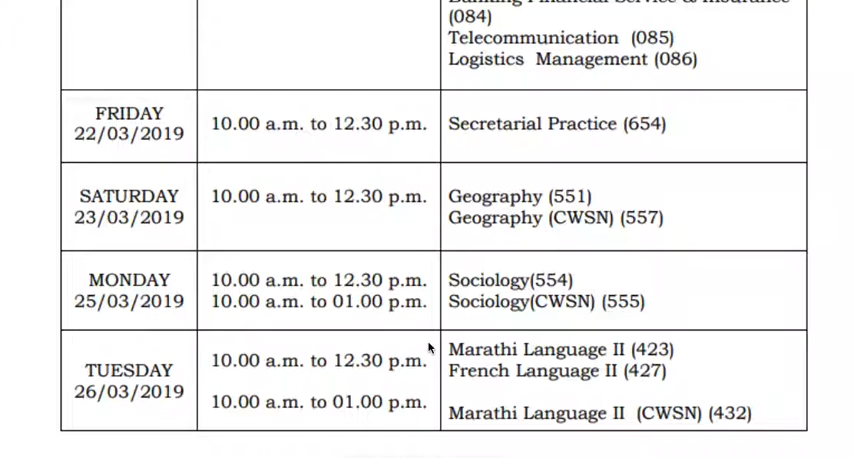 Banking Financial Service & Insurance
(084)
Telecommunication (085)
Logistics Management (086)
FRIDAY
22/03/2019
10.00 a.m. to 12.30 p.m.
Secretarial Practice (654)
SATURDAY
23/03/2019
10.00 a.m. to 12.30 p.m.
Geography (551)
Geography (CWSN) (557)
MONDAY
25/03/2019
10.00 a.m. to 12.30 p.m.
10.00 a.m. to 01.00 p.m.
Sociology(554)
Sociology(CWSN) (555)
TUESDAY
26/03/2019
10.00 a.m. to 12.30 p.m.
10.00 a.m. to 01.00 p.m.
Marathi Language II (423)
French Language II (427)
Marathi Language II (CWSN) (432)